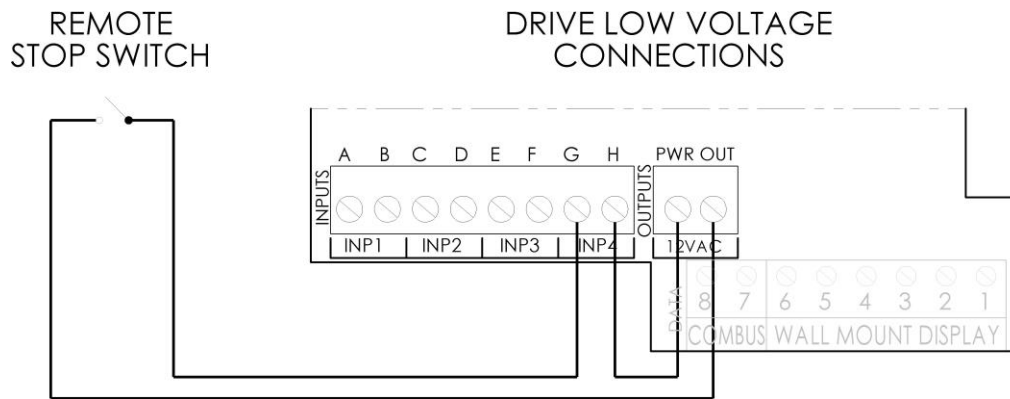 REMOTE
STOP SWITCH
DRIVE LOW VOLTAGE
CONNECTIONS
A B C D E F G H
PWR OUT
INPUTS
OUTPUTS
INP1 INP2 INP3 INP4
12VAC
DATA
8 7 6 5 4 3 2 1
COMBUS WALL MOUNT DISPLAY